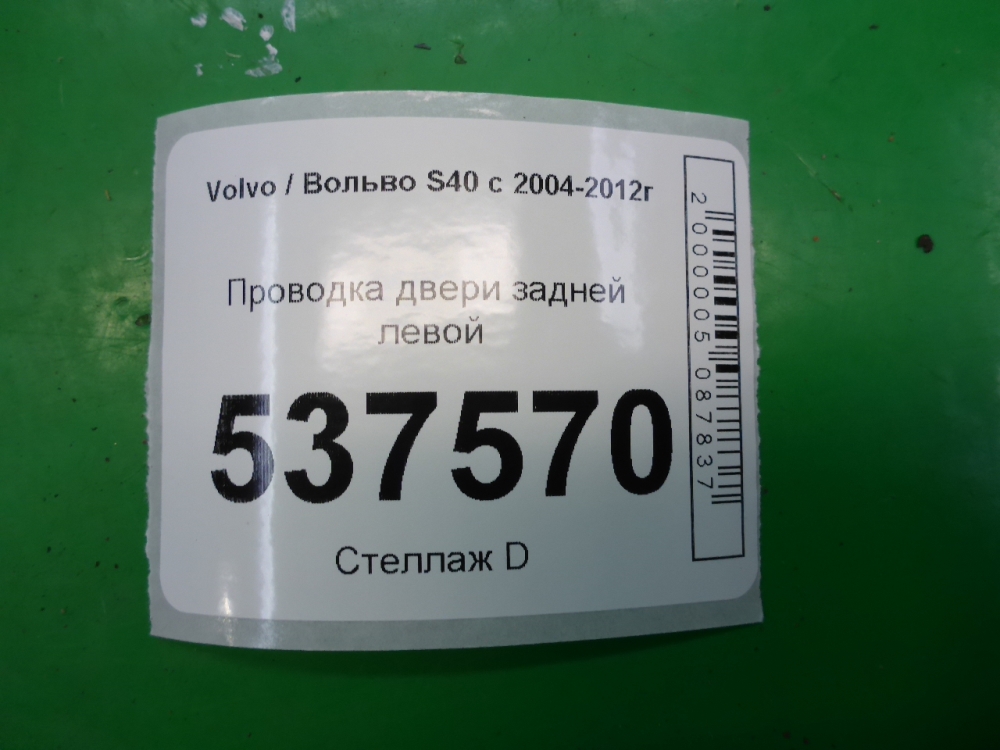 Volvo / Вольво S40 с 2004-2012г
Проводка двери задней
левой
537570
Стеллаж D
2000005087837